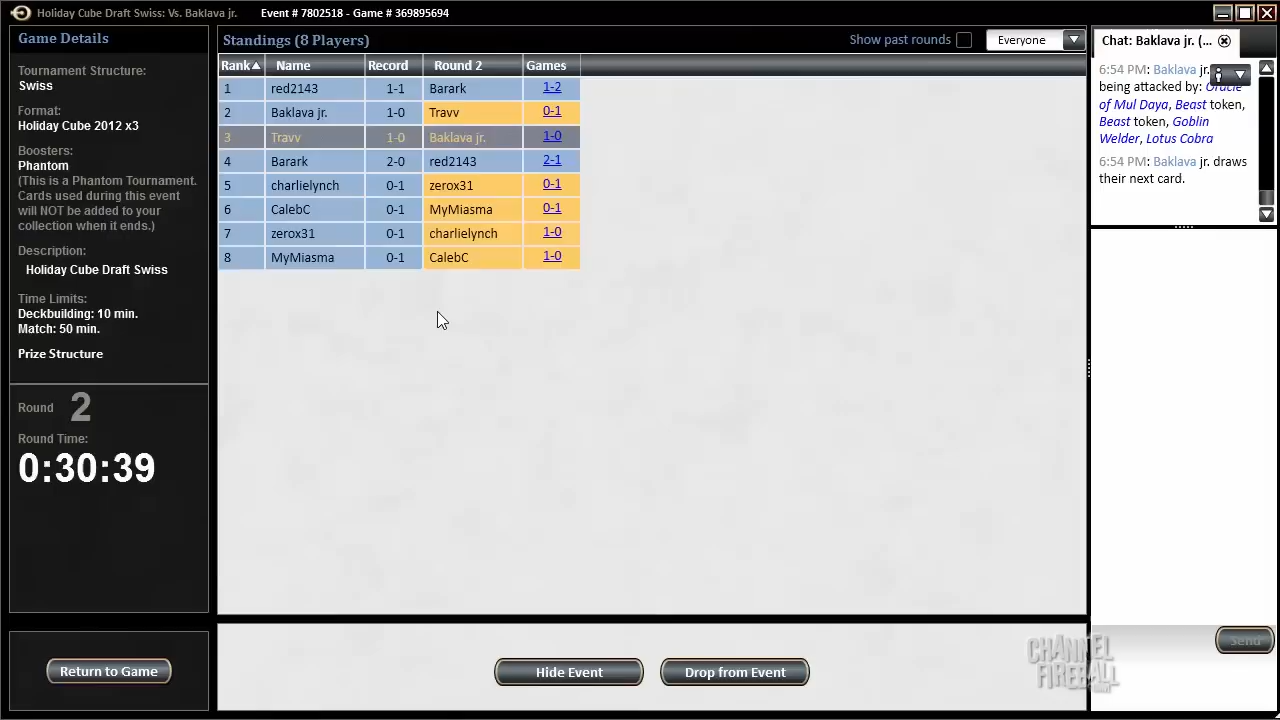 Holiday Cube Draft Swiss: Vs. Baklava jr. Event # 7802518 - Game # 369895694
Game Details
Tournament Structure:
Swiss
Format:
Holiday Cube 2012 x3
Boosters:
Phantom
(This is a Phantom Tournament.
Cards used during this event
will NOT be added to your
collection when it ends.)
Description:
Holiday Cube Draft Swiss
Time Limits:
Deckbuilding: 10 min.
Match: 50 min.
Prize Structure
Round 2
Round Time:
0:30:39
Return to Game
Standings (8 Players) Show past rounds Everyone
Rank Name Record Round 2 Games
1 red2143 1-1 Barark 1-2
2 Baklava jr. 1-0 Travv 0-1
3 Travv 1-0 Baklava jr. 1-0
4 Barark 2-0 red2143 2-1
5 charlielynch 0-1 zerox31 0-1
6 CalebC 0-1 MyMiasma 0-1
7 zerox31 0-1 charlielynch 1-0
8 MyMiasma 0-1 CalebC 1-0
Hide Event Drop from Event
Chat: Baklava jr. (...
6:54 PM: Baklava jr.
being attacked by: Oracle
of Mul Daya, Beast token,
Beast token, Goblin
Welder, Lotus Cobra
6:54 PM: Baklava jr. draws
their next card.
Send
CHANNEL
FIREBALL